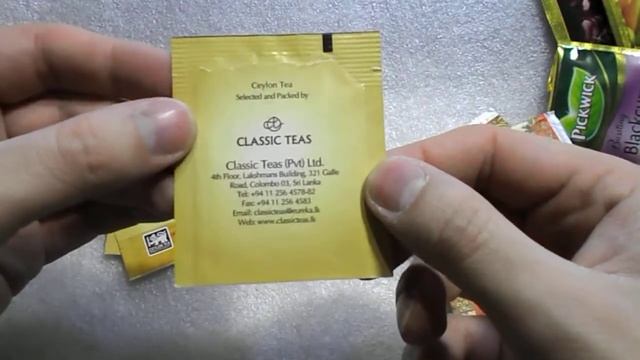 Ceylon Tea
Selected and Packed by
CLASSIC TEAS
Classic Teas (Pvt) Ltd.
4th Floor, Lakshmans Building, 321 Galle
Road, Colombo 03, Sri Lanka
Tel: +94 11 256 4578-82
Fax: +94 11 256 4583
Email: classicteas@eureka.lk
Web: www.classicteas.lk
PICKWICK